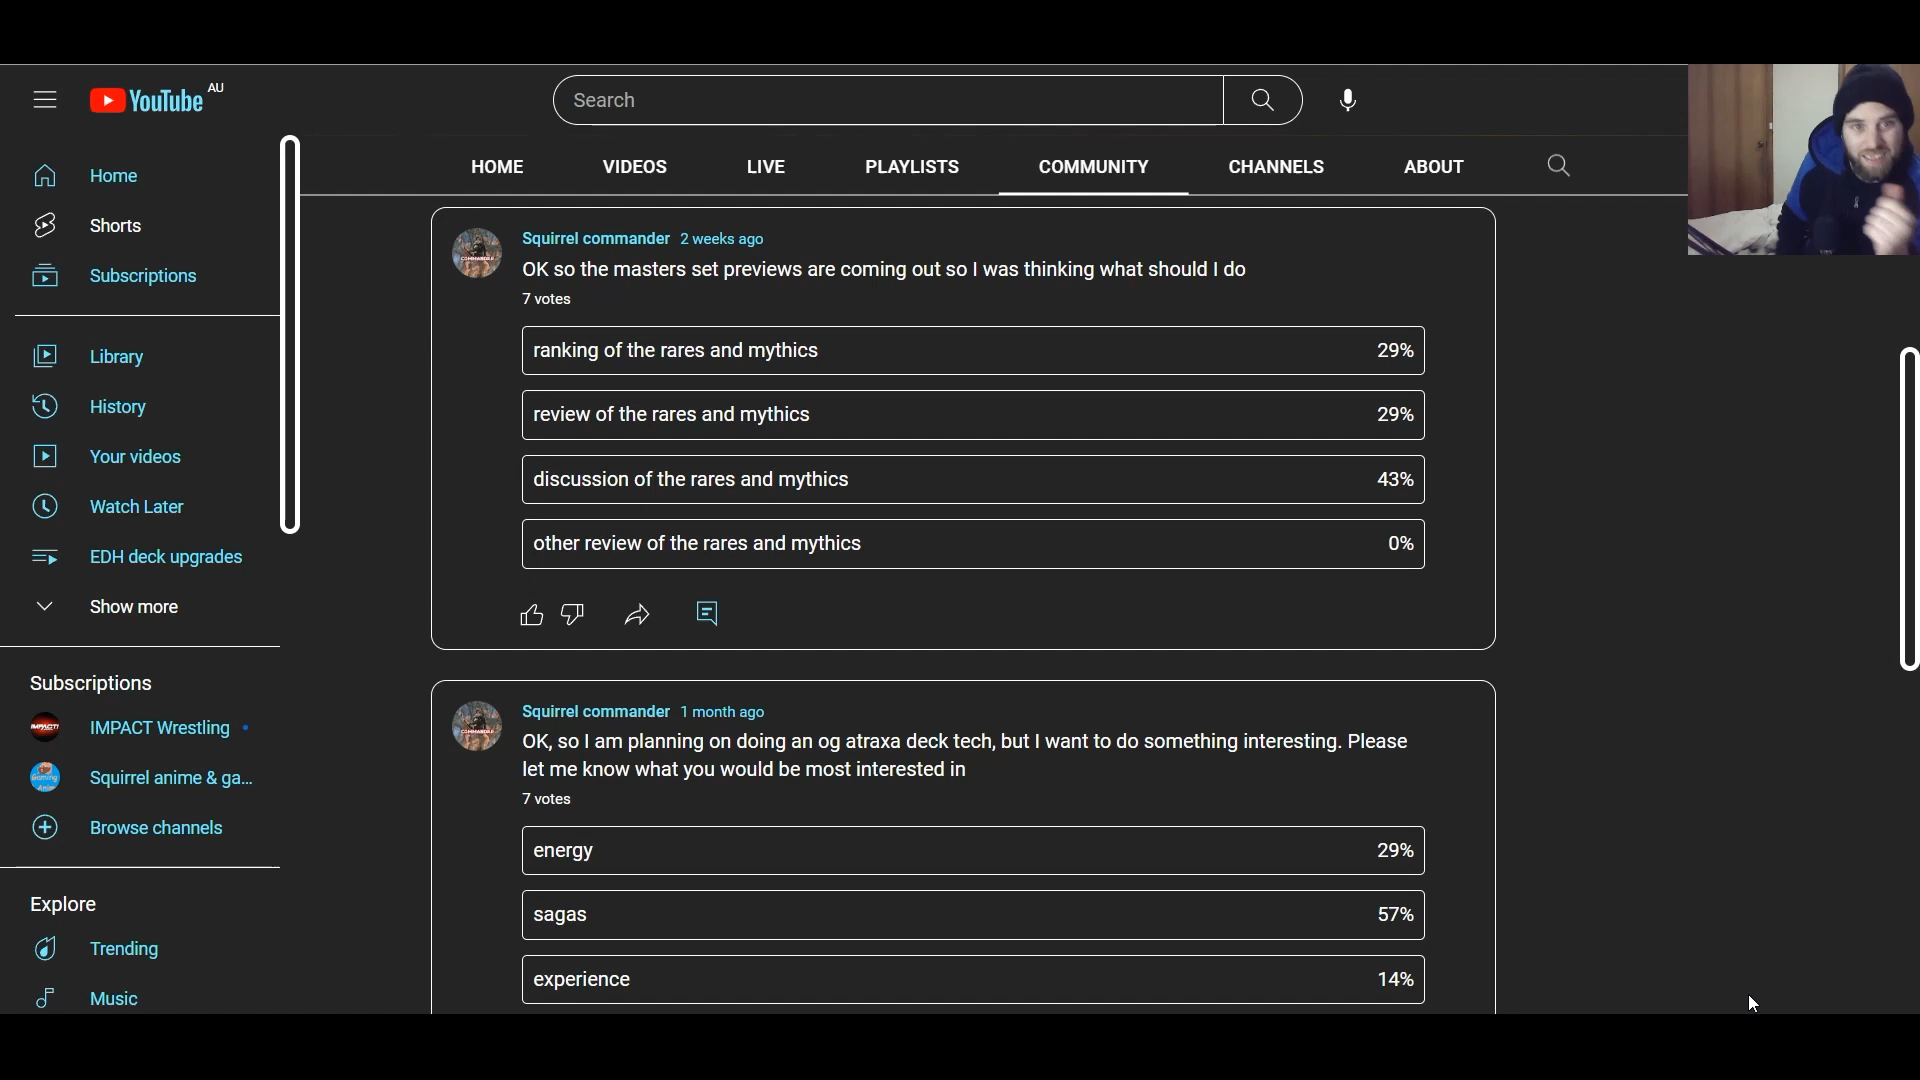 YouTube AU
Search
HOME VIDEOS LIVE PLAYLISTS COMMUNITY CHANNELS ABOUT
Home
Shorts
Subscriptions
Library
History
Your videos
Watch Later
EDH deck upgrades
Show more
Subscriptions
IMPACT Wrestling
Squirrel anime & ga...
Browse channels
Explore
Trending
Music
Squirrel commander 2 weeks ago
OK so the masters set previews are coming out so I was thinking what should I do
7 votes
ranking of the rares and mythics 29%
review of the rares and mythics 29%
discussion of the rares and mythics 43%
other review of the rares and mythics 0%
Squirrel commander 1 month ago
OK, so I am planning on doing an og atraxa deck tech, but I want to do something interesting. Please
let me know what you would be most interested in
7 votes
energy 29%
sagas 57%
experience 14%